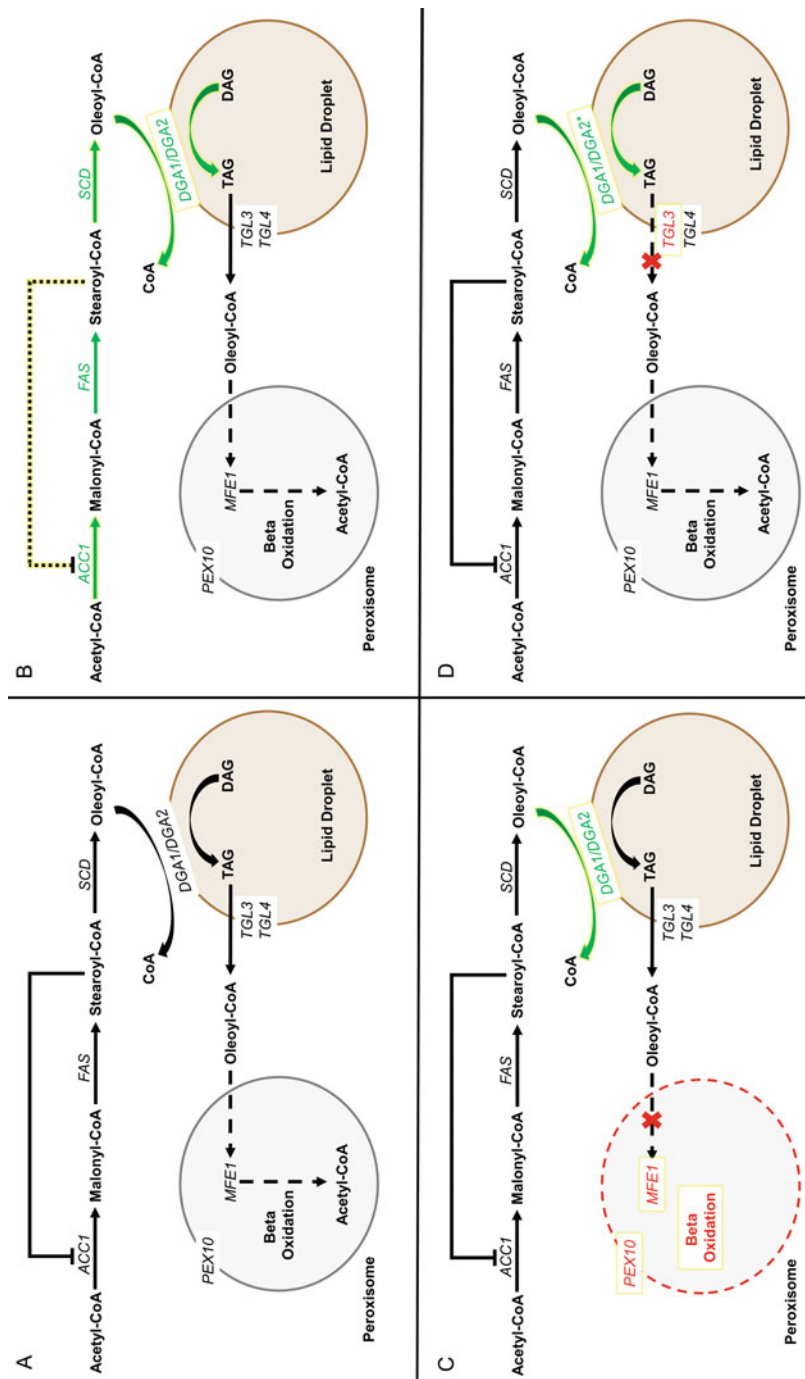 A
Acetyl-CoA
ACC1
Malonyl-CoA
FAS
Stearoyl-CoA
SCD
Oleoyl-CoA
CoA
DGA1/DGA2
TAG
DAG
TGL3
TGL4
Lipid Droplet
Oleoyl-CoA
PEX10
MFE1
Beta
Oxidation
Acetyl-CoA
Peroxisome
B
Acetyl-CoA
ACC1
Malonyl-CoA
FAS
Stearoyl-CoA
SCD
Oleoyl-CoA
CoA
DGA1/DGA2
TAG
DAG
TGL3
TGL4
Lipid Droplet
Oleoyl-CoA
PEX10
MFE1
Beta
Oxidation
Acetyl-CoA
Peroxisome
C
Acetyl-CoA
ACC1
Malonyl-CoA
FAS
Stearoyl-CoA
SCD
Oleoyl-CoA
CoA
DGA1/DGA2
TAG
DAG
TGL3
TGL4
Lipid Droplet
Oleoyl-CoA
PEX10
MFE1
Beta
Oxidation
Peroxisome
D
Acetyl-CoA
ACC1
Malonyl-CoA
FAS
Stearoyl-CoA
SCD
Oleoyl-CoA
CoA
DGA1/DGA2*
TAG
DAG
TGL3
TGL4
Lipid Droplet
Oleoyl-CoA
PEX10
MFE1
Beta
Oxidation
Acetyl-CoA
Peroxisome